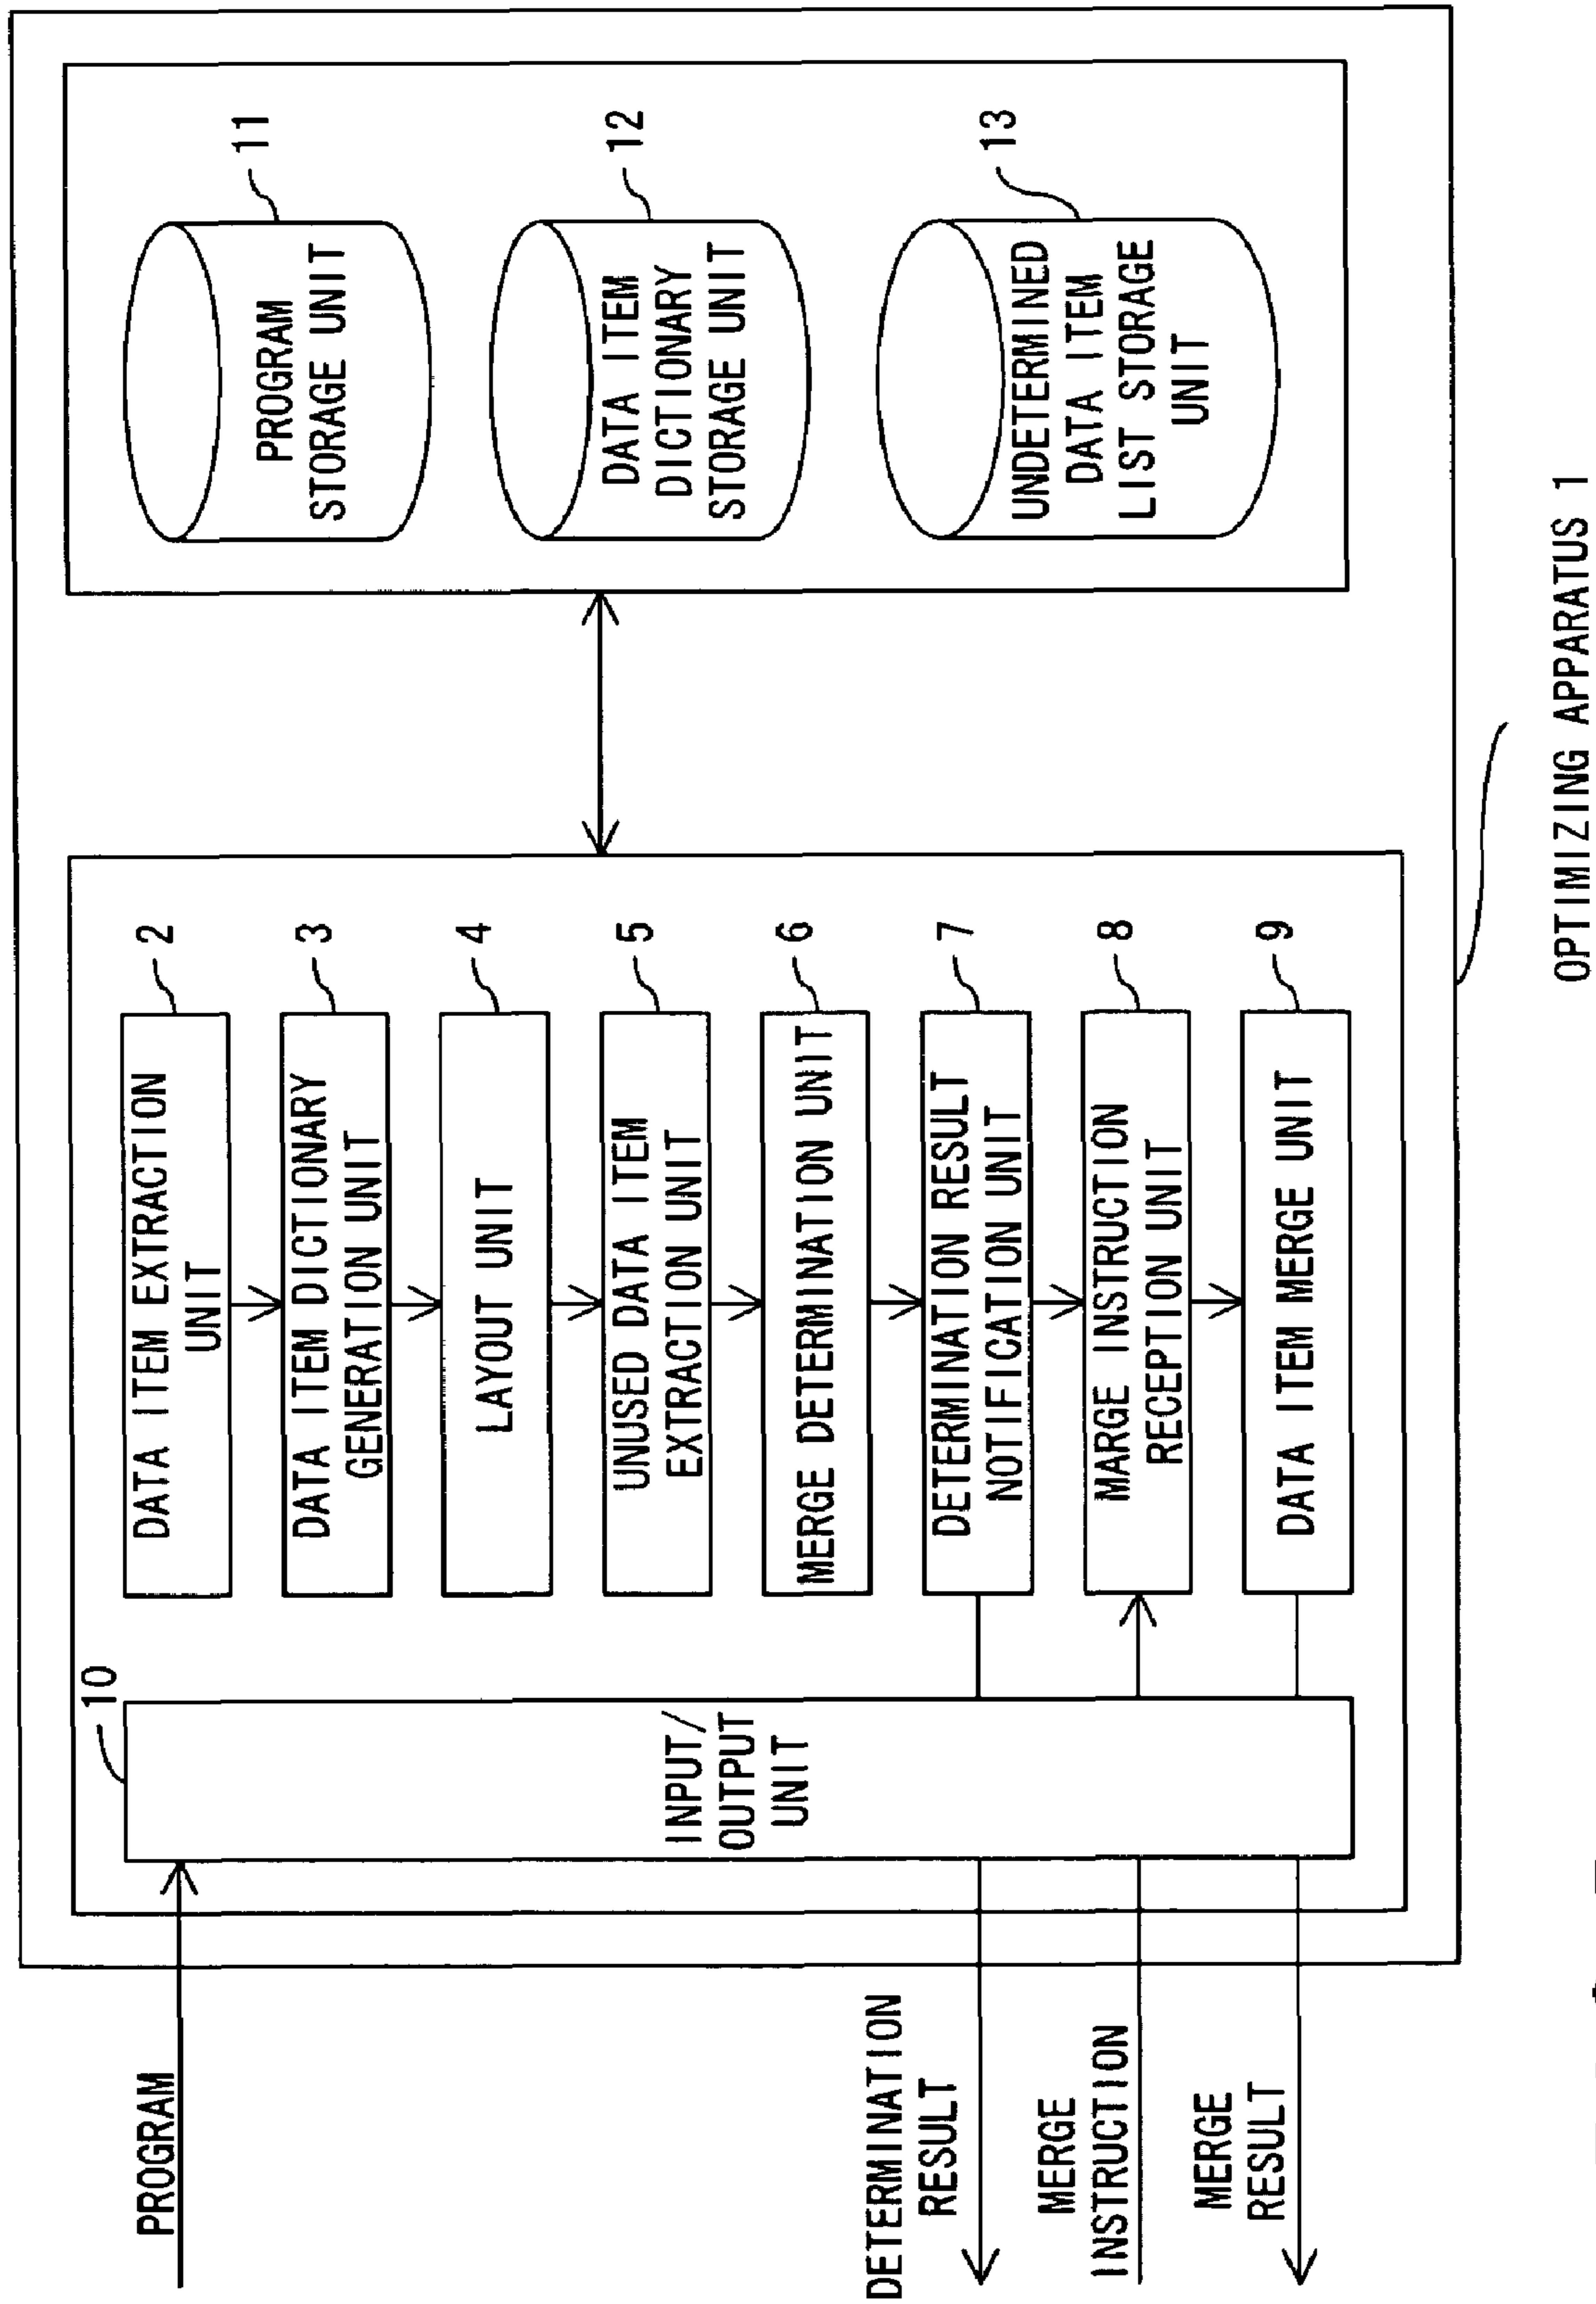 PROGRAM
DETERMINATION
RESULT
MERGE
INSTRUCTION
MERGE
RESULT
10
INPUT/
OUTPUT
UNIT
DATA ITEM EXTRACTION
UNIT
2
DATA ITEM DICTIONARY
GENERATION UNIT
3
LAYOUT UNIT
4
UNUSED DATA ITEM
EXTRACTION UNIT
5
MERGE DETERMINATION UNIT
6
DETERMINATION RESULT
NOTIFICATION UNIT
7
MARGE INSTRUCTION
RECEPTION UNIT
8
DATA ITEM MERGE UNIT
9
PROGRAM
STORAGE UNIT
11
DATA ITEM
DICTIONARY
STORAGE UNIT
12
UNDETERMINED
DATA ITEM
LIST STORAGE
UNIT
13
OPTIMIZING APPARATUS 1